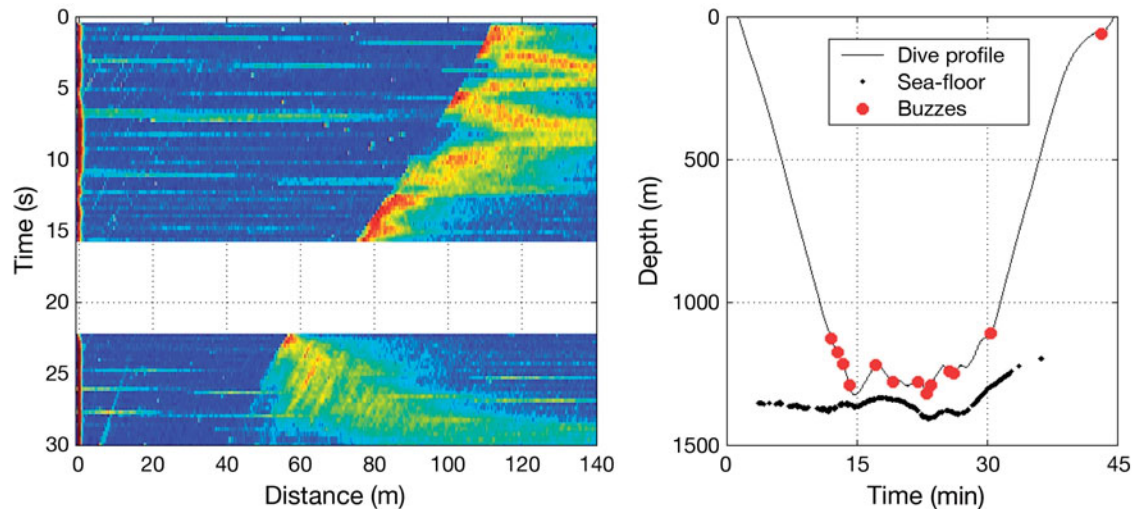 0
5
10
15
20
25
30
Time (s)
0 20 40 60 80 100 120 140
Distance (m)
0
500
1000
1500
Depth (m)
Dive profile
Sea-floor
Buzzes
0 15 30 45
Time (min)